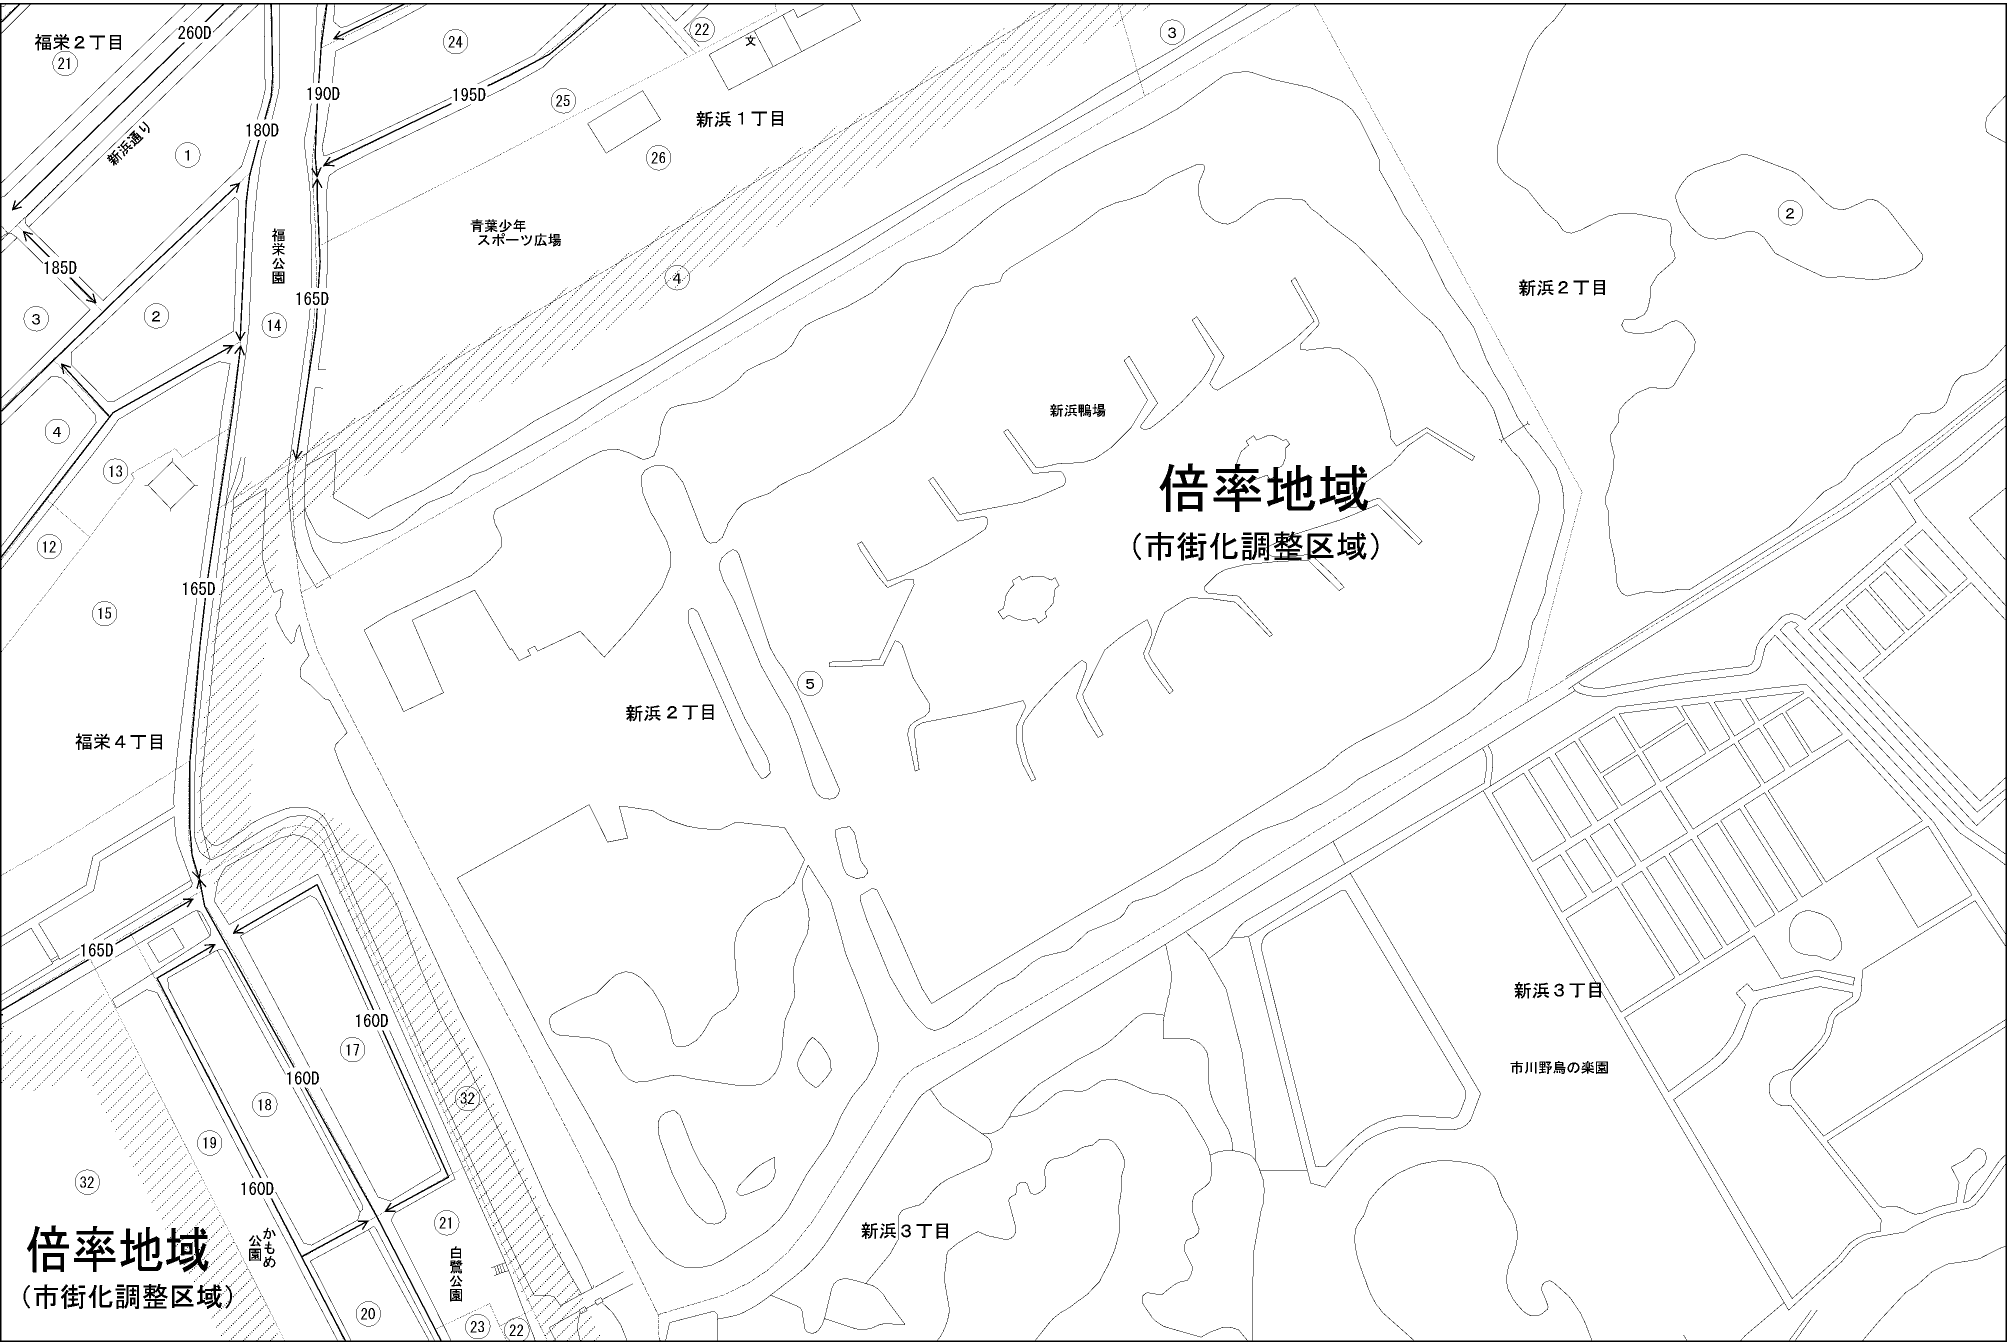 福栄２丁目
21
260D
新浜通り
1
180D
190D
24
195D
25
22
文
3
新浜１丁目
26
185D
3
2
福栄公園
14
165D
青葉少年
スポーツ広場
4
2
新浜２丁目
新浜鴨場
倍率地域
（市街化調整区域）
4
13
12
15
165D
福栄４丁目
新浜２丁目
5
165D
160D
17
160D
18
19
160D
32
32
倍率地域
（市街化調整区域）
かもめ
公園
20
21
白鷺公園
23
22
新浜３丁目
市川野鳥の楽園
新浜３丁目